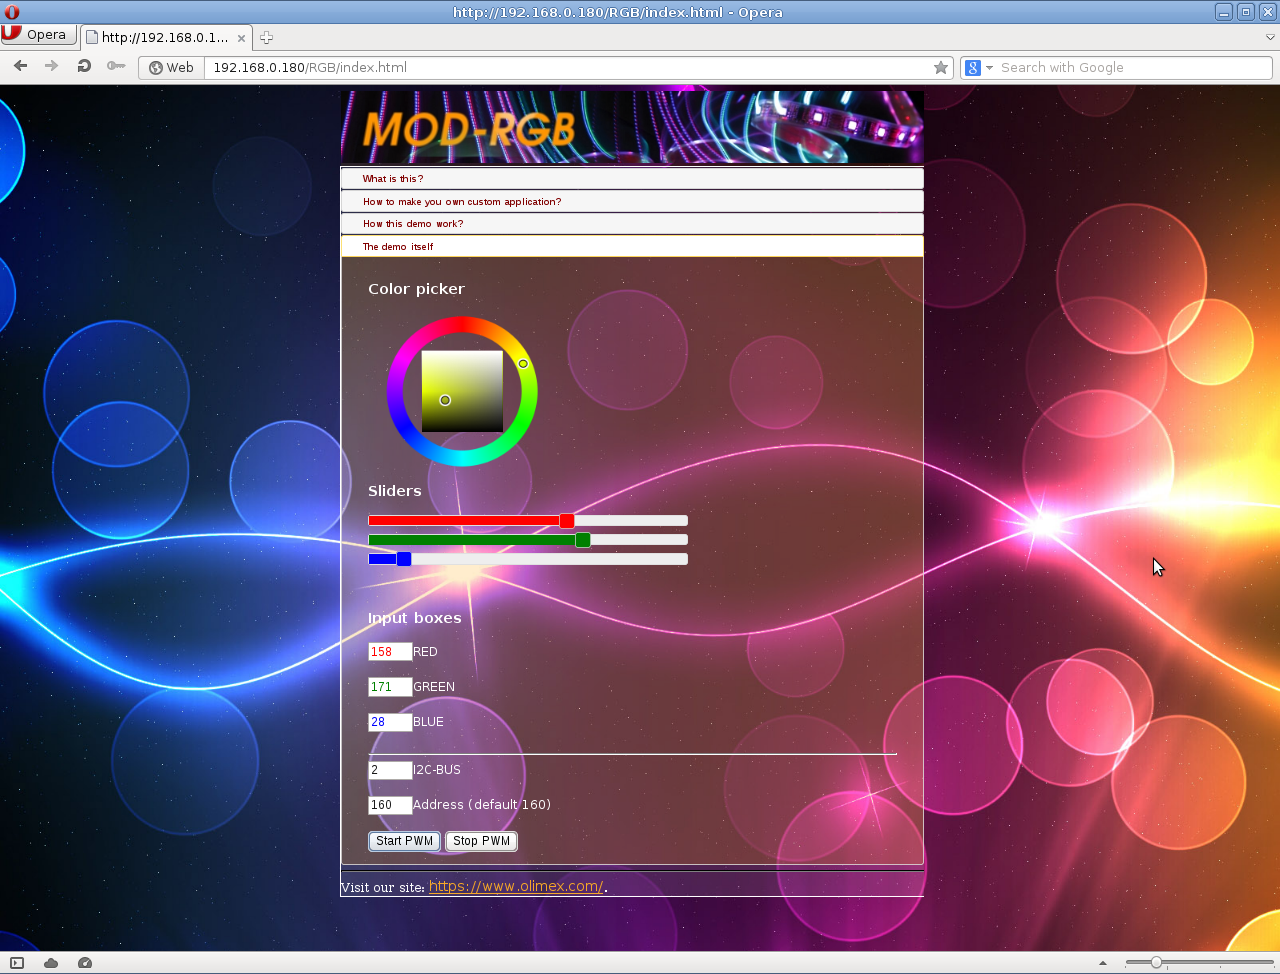 http://192.168.0.180/RGB/index.html - Opera
Opera
http://192.168.0.1...
Web
192.168.0.180/RGB/index.html
Search with Google
MOD-RGB
What is this?
How to make you own custom application?
How this demo work?
The demo itself
Color picker
Sliders
Input boxes
158 RED
171 GREEN
28 BLUE
2 I2C-BUS
160 Address (default 160)
Start PWM Stop PWM
Visit our site: https://www.olimex.com/.